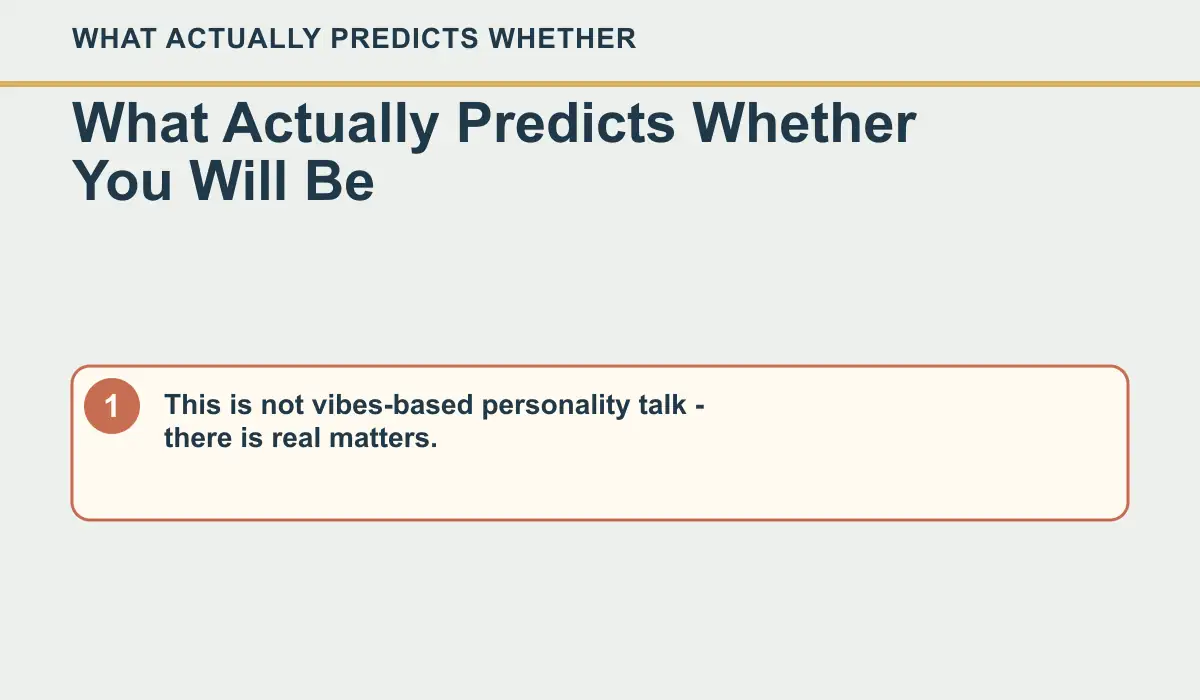 WHAT ACTUALLY PREDICTS WHETHER
What Actually Predicts Whether
You Will Be
1
This is not vibes-based personality talk -
there is real matters.